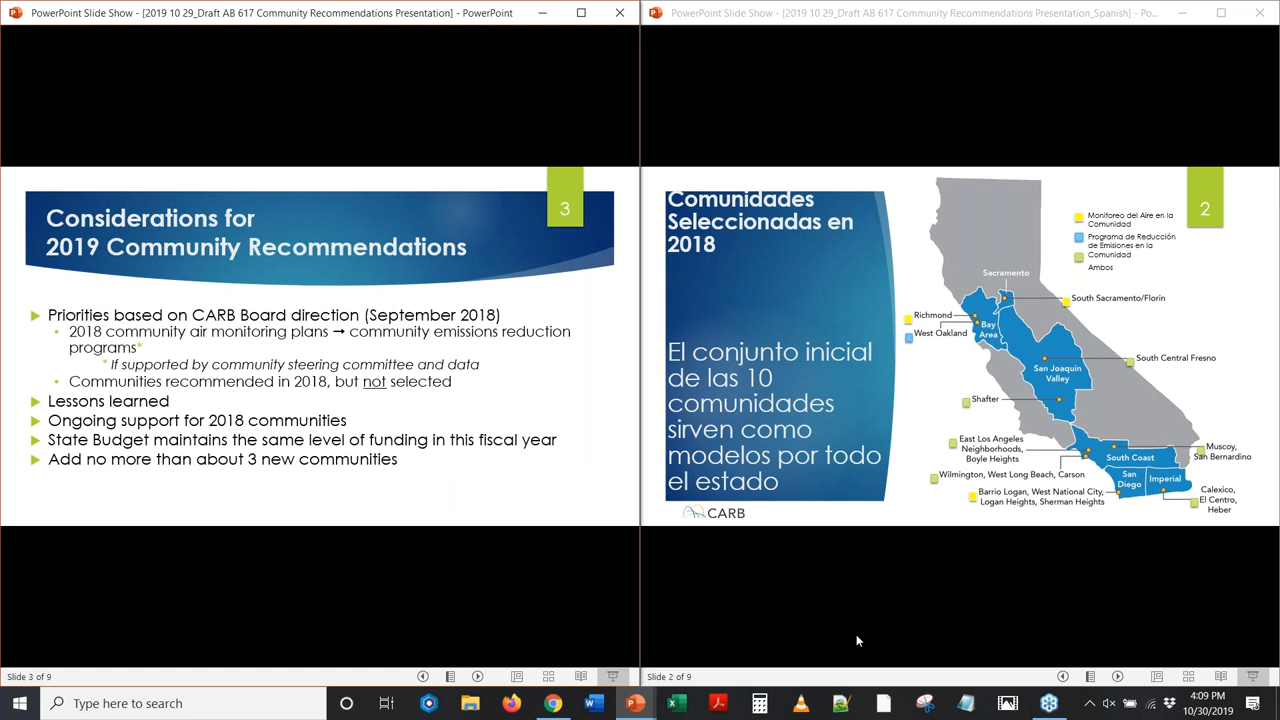 PowerPoint Slide Show - [2019 10 29_Draft AB 617 Community Recommendations Presentation] - PowerPoint
3
Considerations for
2019 Community Recommendations
Priorities based on CARB Board direction (September 2018)
• 2018 community air monitoring plans → community emissions reduction
programs*
* If supported by community steering committee and data
• Communities recommended in 2018, but not selected
Lessons learned
Ongoing support for 2018 communities
State Budget maintains the same level of funding in this fiscal year
Add no more than about 3 new communities
Slide 3 of 9
PowerPoint Slide Show - [2019 10 29_Draft AB 617 Community Recommendations Presentation_Spanish] - Po...
2
Comunidades
Seleccionadas en
2018
El conjunto inicial
de las 10
comunidades
sirven como
modelos por todo
el estado
CARB
Monitoreo del Aire en la
Comunidad
Programa de Reducción
de Emisiones en la
Comunidad
Ambos
Sacramento
South Sacramento/Florin
Richmond
West Oakland
Bay
Area
South Central Fresno
San Joaquin
Valley
Shafter
East Los Angeles
Neighborhoods,
Boyle Heights
Muscoy,
San Bernardino
South Coast
Wilmington, West Long Beach, Carson
San
Diego
Imperial
Barrio Logan, West National City,
Logan Heights, Sherman Heights
Calexico,
El Centro,
Heber
Slide 2 of 9
Type here to search
4:09 PM
10/30/2019